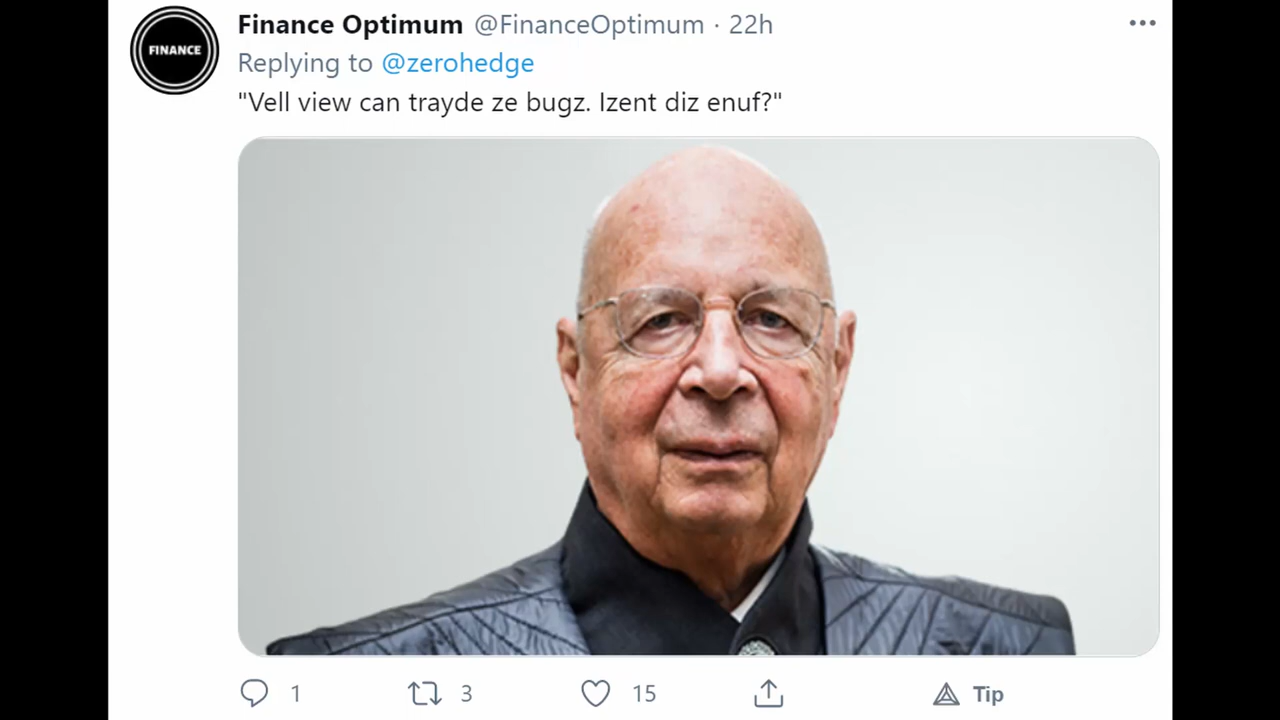 FINANCE
Finance Optimum @FinanceOptimum · 22h
Replying to @zerohedge
"Vell view can trayde ze bugz. Izent diz enuf?"
1 3 15 Tip